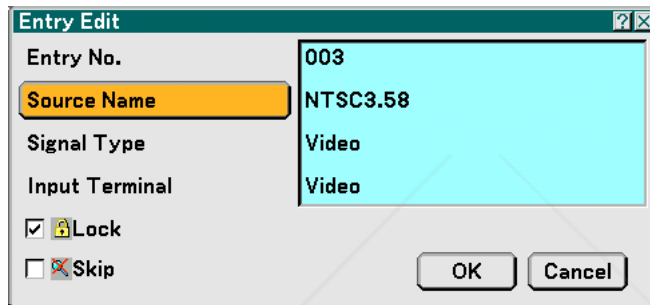 Entry Edit
Entry No. 003
Source Name NTSC3.58
Signal Type Video
Input Terminal Video
Lock
Skip
OK Cancel